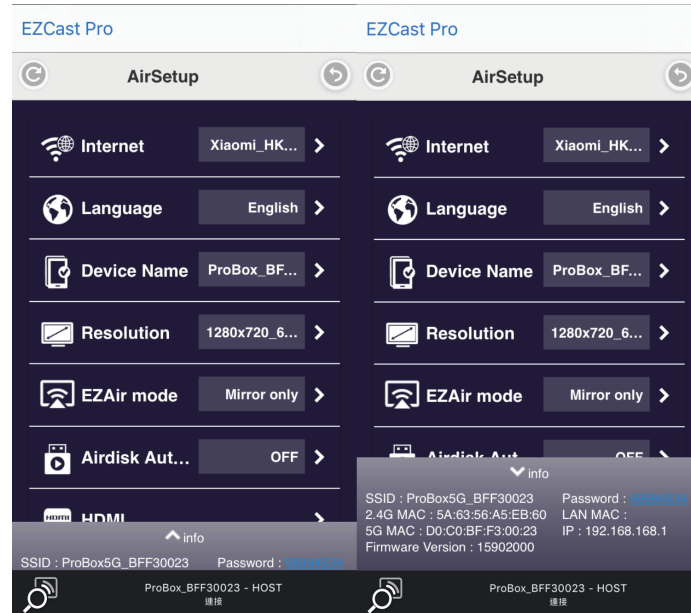 EZCast Pro
AirSetup
Internet Xiaomi_HK...
Language English
Device Name ProBox_BF...
Resolution 1280x720_6...
EZAir mode Mirror only
Airdisk Aut... OFF
HDMI
info
SSID : ProBox5G_BFF30023 Password :
ProBox_BFF30023 - HOST
連接
EZCast Pro
AirSetup
Internet Xiaomi_HK...
Language English
Device Name ProBox_BF...
Resolution 1280x720_6...
EZAir mode Mirror only
Airdisk Aut... OFF
info
SSID : ProBox5G_BFF30023 Password :
2.4G MAC : 5A:63:56:A5:EB:60 LAN MAC :
5G MAC : D0:C0:BF:F3:00:23 IP : 192.168.168.1
Firmware Version : 15902000
ProBox_BFF30023 - HOST
連接